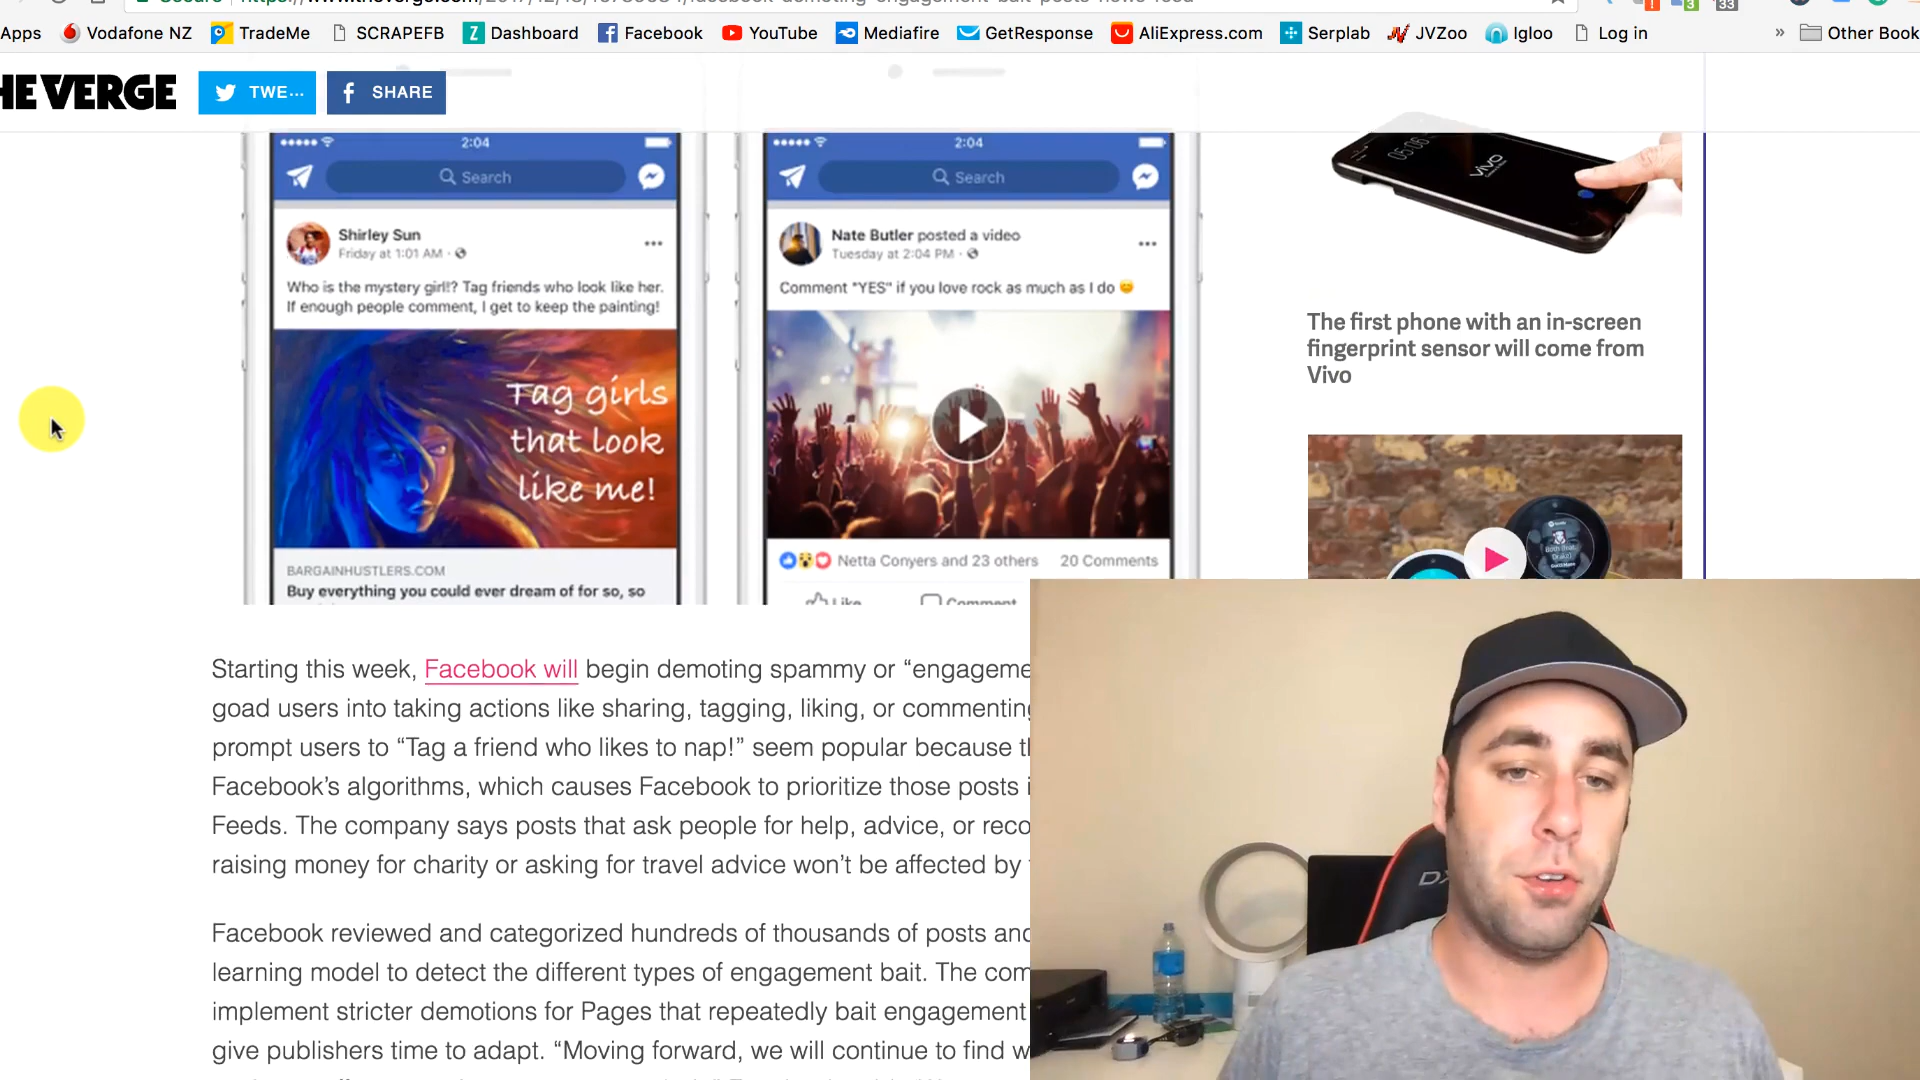 Apps Vodafone NZ TradeMe SCRAPEFB Dashboard Facebook YouTube Mediafire GetResponse AliExpress.com Serplab JVZoo Igloo Log in » Other Book
HE VERGE TWE... SHARE
2:04
Search
Shirley Sun
Friday at 1:01 AM
Who is the mystery girl!? Tag friends who look like her.
If enough people comment, I get to keep the painting!
Tag girls
that look
like me!
BARGAINHUSTLERS.COM
Buy everything you could ever dream of for so, so
2:04
Search
Nate Butler posted a video
Tuesday at 2:04 PM
Comment "YES" if you love rock as much as I do
Netta Conyers and 23 others 20 Comments
Like Comment
vivo
The first phone with an in-screen
fingerprint sensor will come from
Vivo
Starting this week, Facebook will begin demoting spammy or “engageme
goad users into taking actions like sharing, tagging, liking, or commenting
prompt users to “Tag a friend who likes to nap!” seem popular because
Facebook’s algorithms, which causes Facebook to prioritize those posts
Feeds. The company says posts that ask people for help, advice, or reco
raising money for charity or asking for travel advice won’t be affected by
Facebook reviewed and categorized hundreds of thousands of posts and
learning model to detect the different types of engagement bait. The com
implement stricter demotions for Pages that repeatedly bait engagement
give publishers time to adapt. “Moving forward, we will continue to find w